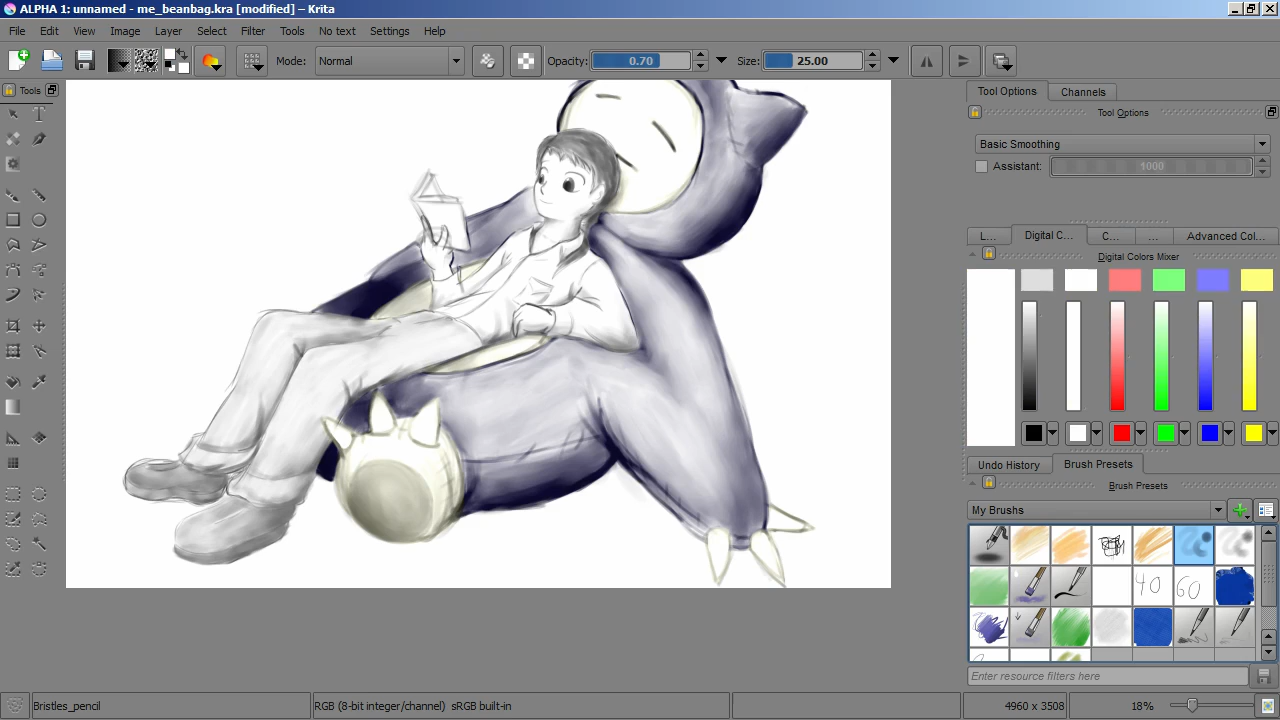 ALPHA 1: unnamed - me_beanbag.kra [modified] – Krita
File Edit View Image Layer Select Filter Tools No text Settings Help
Mode: Normal Opacity: 0.70 Size: 25.00
Tools
Tool Options Channels
Tool Options
Basic Smoothing
Assistant: 1000
L... Digital C... C... ... Advanced Col...
Digital Colors Mixer
Undo History Brush Presets
Brush Presets
My Brushs
40 60
Enter resource filters here
Bristles_pencil RGB (8-bit integer/channel) sRGB built-in 4960 x 3508 18%